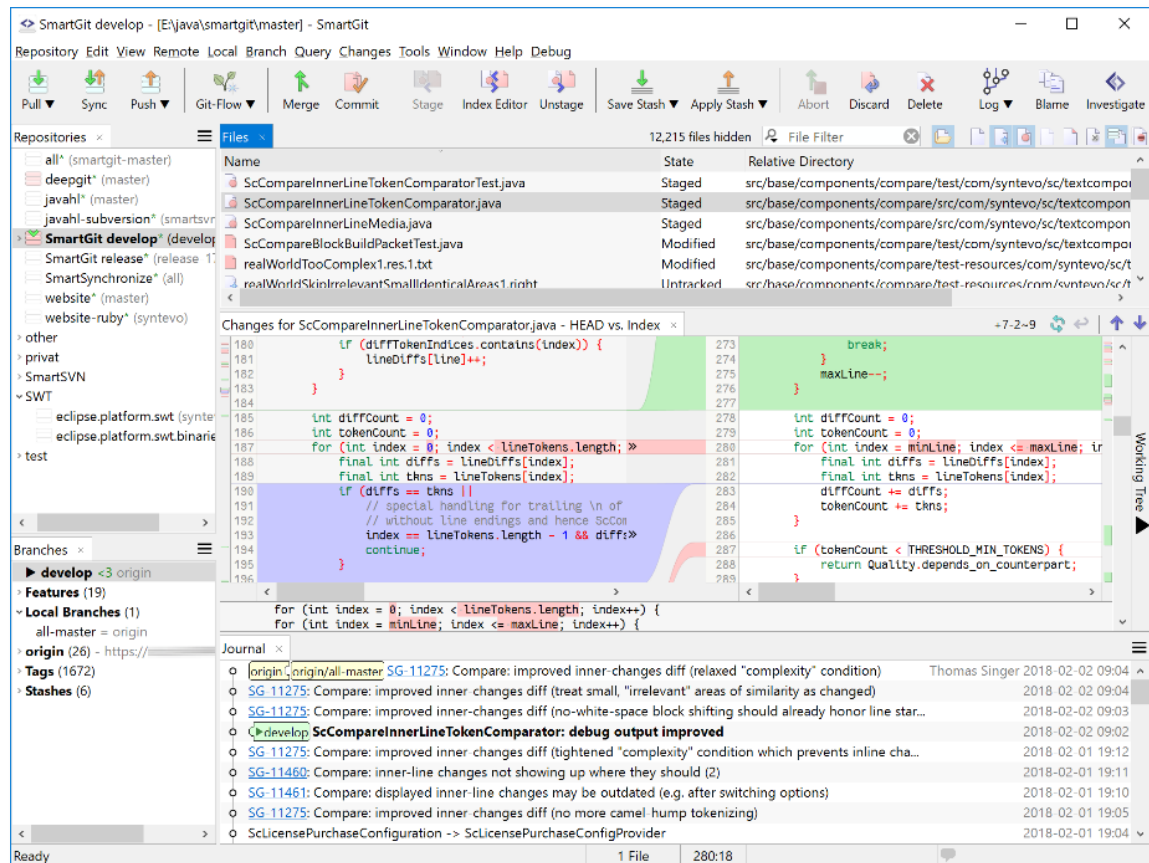 SmartGit develop - [E:\java\smartgit\master] - SmartGit
Repository Edit View Remote Local Branch Query Changes Tools Window Help Debug
Pull ▼ Sync Push ▼ Git-Flow ▼ Merge Commit Stage Index Editor Unstage Save Stash ▼ Apply Stash ▼ Abort Discard Delete Log ▼ Blame Investigate
Repositories
all* (smartgit-master)
deepgit* (master)
javahl* (master)
javahl-subversion* (smartsvr
SmartGit develop* (develop
SmartGit release* (release 17
SmartSynchronize* (all)
website* (master)
website-ruby* (syntevo)
other
privat
SmartSVN
SWT
eclipse.platform.swt (synte
eclipse.platform.swt.binarie
test
Branches
develop <3 origin
Features (19)
Local Branches (1)
all-master = origin
origin (26) - https://
Tags (1672)
Stashes (6)
Files 12,215 files hidden File Filter
Name State Relative Directory
ScCompareInnerLineTokenComparatorTest.java Staged src/base/components/compare/test/com/syntevo/sc/textcompor
ScCompareInnerLineTokenComparator.java Staged src/base/components/compare/src/com/syntevo/sc/textcompon
ScCompareInnerLineMedia.java Staged src/base/components/compare/src/com/syntevo/sc/textcompon
ScCompareBlockBuildPacketTest.java Modified src/base/components/compare/test/com/syntevo/sc/textcompor
realWorldTooComplex1.res.1.txt Modified src/base/components/compare/test-resources/com/syntevo/sc/t
realWorldSkipIrrelevantSmallIdenticalAreas1.right Untracked src/base/components/compare/test-resources/com/syntevo/sc/t
Changes for ScCompareInnerLineTokenComparator.java - HEAD vs. Index +7-2~9
180 if (diffTokenIndices.contains(index)) {
181 lineDiffs[line]++;
182 }
183 }
184
185 int diffCount = 0;
186 int tokenCount = 0;
187 for (int index = 0; index < lineTokens.length; »
188 final int diffs = lineDiffs[index];
189 final int tkns = lineTokens[index];
190 if (diffs == tkns ||
191 // special handling for trailing \n of
192 // without line endings and hence ScCom
193 index == lineTokens.length - 1 && diffs»
194 continue;
195 }
196
273 break;
274 }
275 maxLine--;
276 }
277
278 int diffCount = 0;
279 int tokenCount = 0;
280 for (int index = minLine; index <= maxLine; in
281 final int diffs = lineDiffs[index];
282 final int tkns = lineTokens[index];
283 diffCount += diffs;
284 tokenCount += tkns;
285 }
286
287 if (tokenCount < THRESHOLD_MIN_TOKENS) {
288 return Quality.depends_on_counterpart;
289 }
Working Tree
for (int index = 0; index < lineTokens.length; index++) {
for (int index = minLine; index <= maxLine; index++) {
Journal
origin origin/all-master SG-11275: Compare: improved inner-changes diff (relaxed "complexity" condition) Thomas Singer 2018-02-02 09:04
SG-11275: Compare: improved inner-changes diff (treat small, "irrelevant" areas of similarity as changed) 2018-02-02 09:04
SG-11275: Compare: improved inner-changes diff (no-white-space block shifting should already honor line star... 2018-02-02 09:03
develop ScCompareInnerLineTokenComparator: debug output improved 2018-02-02 09:02
SG-11275: Compare: improved inner-changes diff (tightened "complexity" condition which prevents inline cha... 2018-02-01 19:12
SG-11460: Compare: inner-line changes not showing up where they should (2) 2018-02-01 19:11
SG-11461: Compare: displayed inner-line changes may be outdated (e.g. after switching options) 2018-02-01 19:10
SG-11275: Compare: improved inner-changes diff (no more camel-hump tokenizing) 2018-02-01 19:05
ScLicensePurchaseConfiguration -> ScLicensePurchaseConfigProvider 2018-02-01 19:04
Ready 1 File 280:18